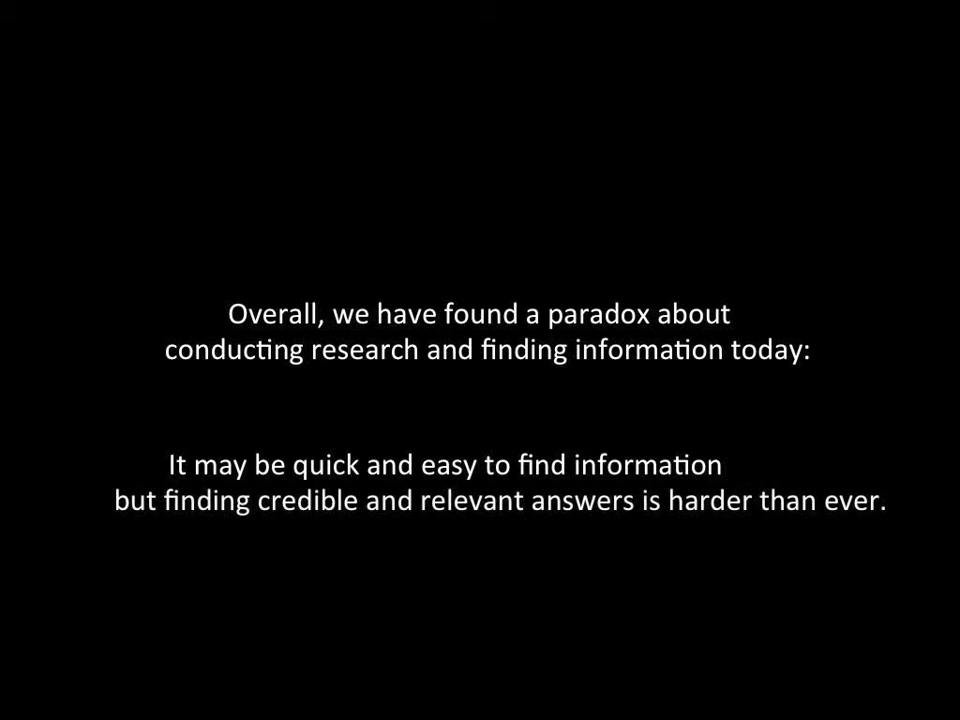 Overall, we have found a paradox about
conducting research and finding information today:
It may be quick and easy to find information
but finding credible and relevant answers is harder than ever.